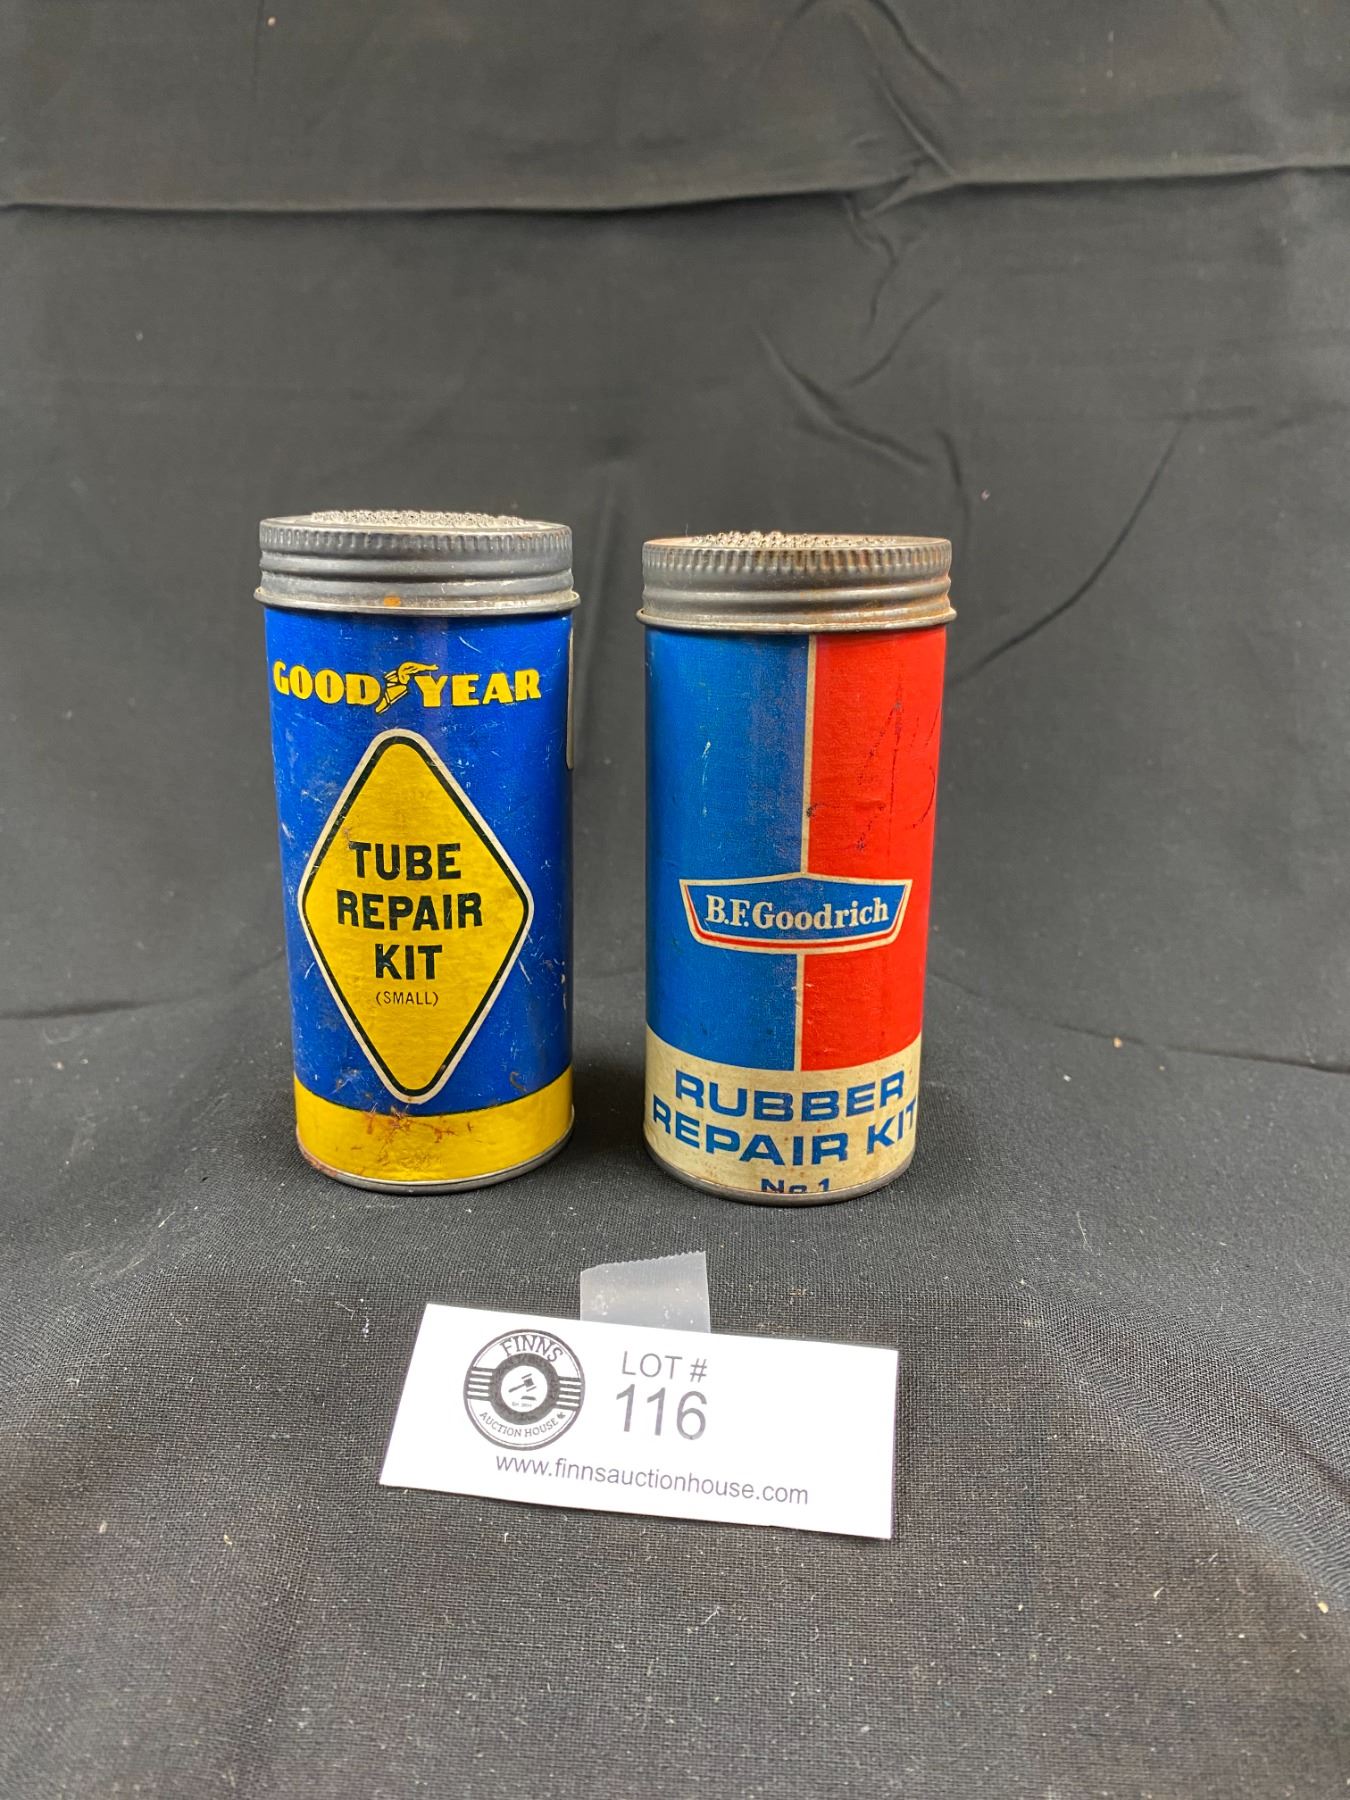 GOODYEAR
TUBE
REPAIR
KIT
(SMALL)
B.F.Goodrich
RUBBER
REPAIR KIT
No 1
FINNS
AUCTION HOUSE
LOT #
116
www.finnsauctionhouse.com